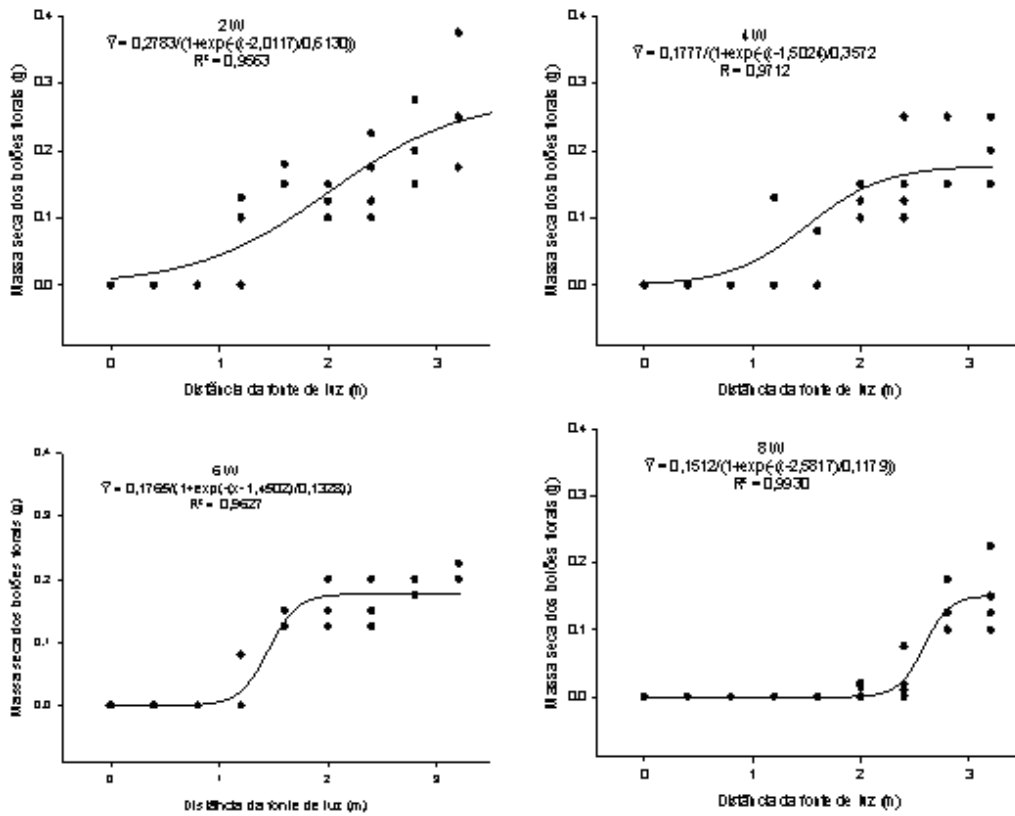 2 W
Ŷ = 0,2783/(1+exp(-(x-2,0117)/0,5130))
R² = 0,9553
Massa seca dos botões florais (g)
0.4
0.3
0.2
0.1
0.0
0 1 2 3
Distância da fonte de luz (m)
4 W
Ŷ = 0,1777/(1+exp(-(x-1,5024)/0,3572
R = 0,9712
Massa seca dos botões florais (g)
0.4
0.3
0.2
0.1
0.0
0 1 2 3
Distância da fonte de luz (m)
6 W
Ŷ = 0,1765/(1+exp(-(x-1,4502)/0,1328))
R² = 0,9627
Massa seca dos botões florais (g)
0.4
0.3
0.2
0.1
0.0
0 1 2 3
Distância da fonte de luz (m)
8 W
Ŷ = 0,1512/(1+exp(-(x-2,5817)/0,1179))
R² = 0,9930
Massa seca dos botões florais (g)
0.4
0.3
0.2
0.1
0.0
0 1 2 3
Distância da fonte de luz (m)